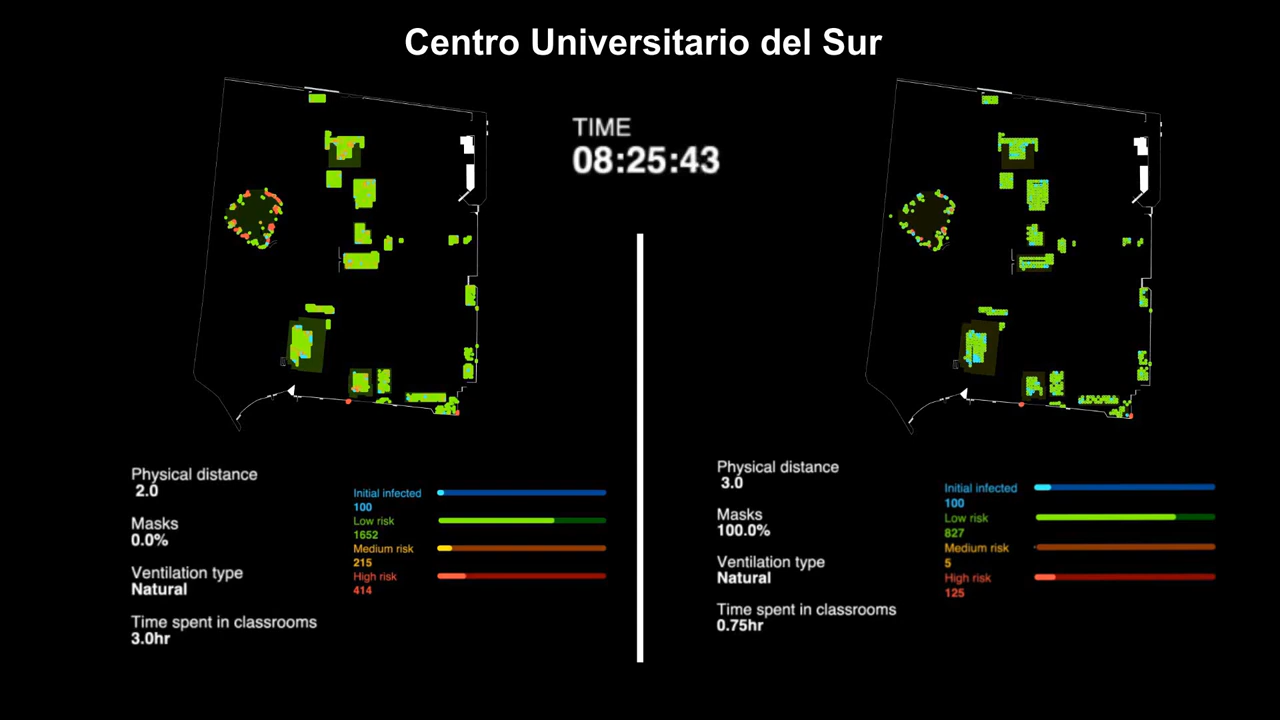 Centro Universitario del Sur
TIME
08:25:43
Physical distance
2.0
Masks
0.0%
Ventilation type
Natural
Time spent in classrooms
3.0hr
Initial infected
100
Low risk
1652
Medium risk
215
High risk
414
Physical distance
3.0
Masks
100.0%
Ventilation type
Natural
Time spent in classrooms
0.75hr
Initial infected
100
Low risk
827
Medium risk
5
High risk
125